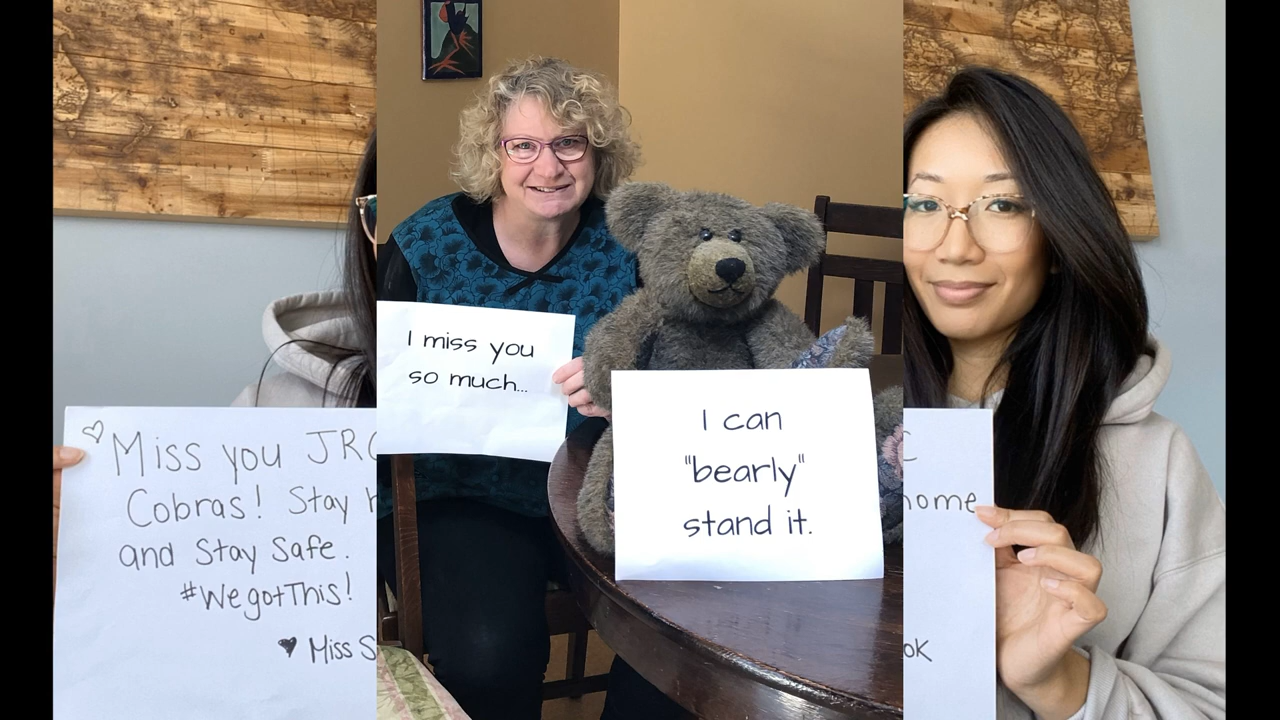 ♡ Miss you JRC
Cobras! Stay home
and Stay Safe.
#WegotThis!
♥ Miss S
ok
I miss you
so much...
I can
"bearly"
stand it.